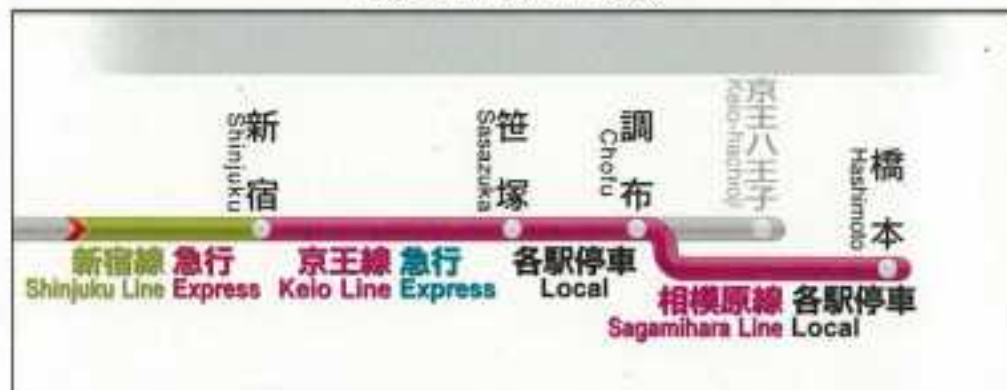 新宿
Shinjuku
笹塚
Sasazuka
調布
Chofu
京王八王子
Keio-hachioji
橋本
Hashimoto
新宿線 急行
Shinjuku Line Express
京王線 急行
Keio Line Express
各駅停車
Local
相模原線 各駅停車
Sagamihara Line Local